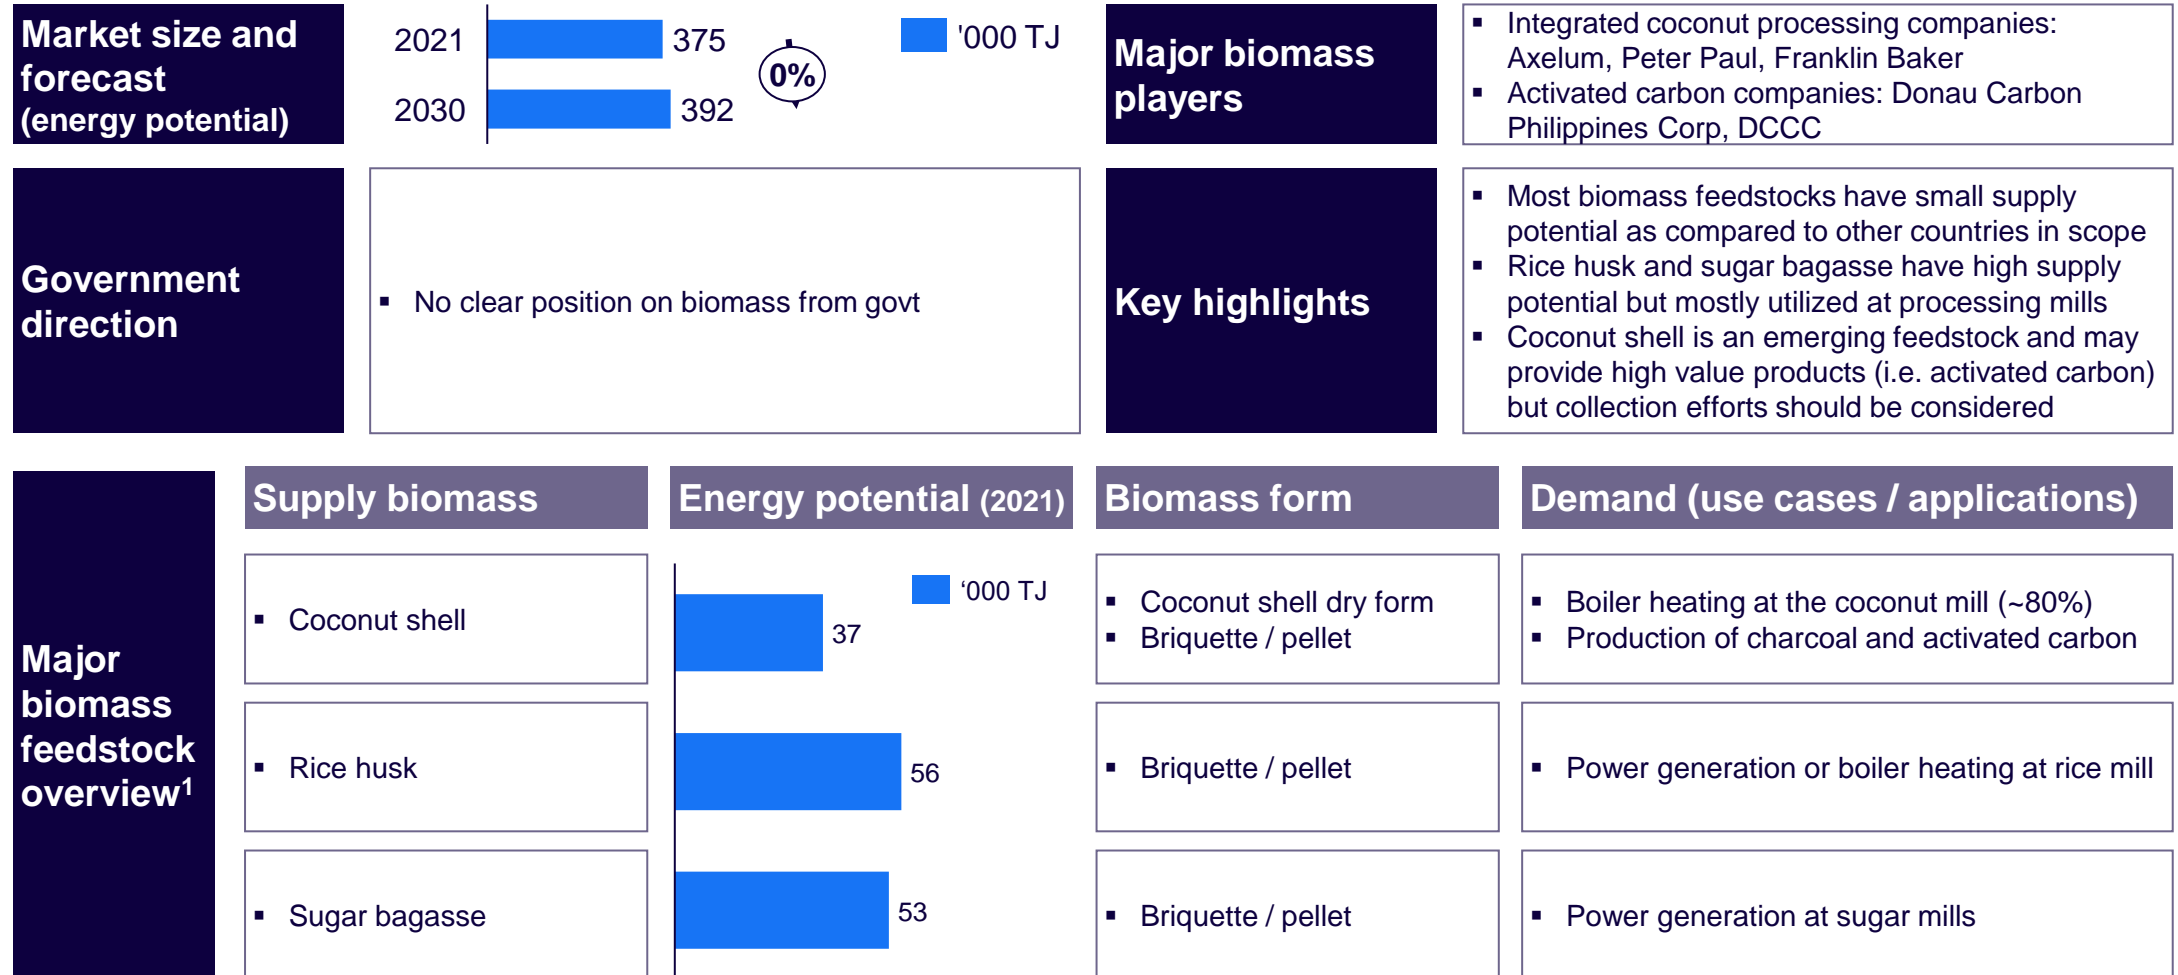 Market size and
forecast
(energy potential)
2021
375
2030
392
0%
'000 TJ
Major biomass
players
▪ Integrated coconut processing companies:
Axelum, Peter Paul, Franklin Baker
▪ Activated carbon companies: Donau Carbon
Philippines Corp, DCCC
Government
direction
▪ No clear position on biomass from govt
Key highlights
▪ Most biomass feedstocks have small supply
potential as compared to other countries in scope
▪ Rice husk and sugar bagasse have high supply
potential but mostly utilized at processing mills
▪ Coconut shell is an emerging feedstock and may
provide high value products (i.e. activated carbon)
but collection efforts should be considered
Major
biomass
feedstock
overview¹
Supply biomass
Energy potential (2021)
Biomass form
Demand (use cases / applications)
▪ Coconut shell
37
‘000 TJ
▪ Coconut shell dry form
▪ Briquette / pellet
▪ Boiler heating at the coconut mill (~80%)
▪ Production of charcoal and activated carbon
▪ Rice husk
56
▪ Briquette / pellet
▪ Power generation or boiler heating at rice mill
▪ Sugar bagasse
53
▪ Briquette / pellet
▪ Power generation at sugar mills